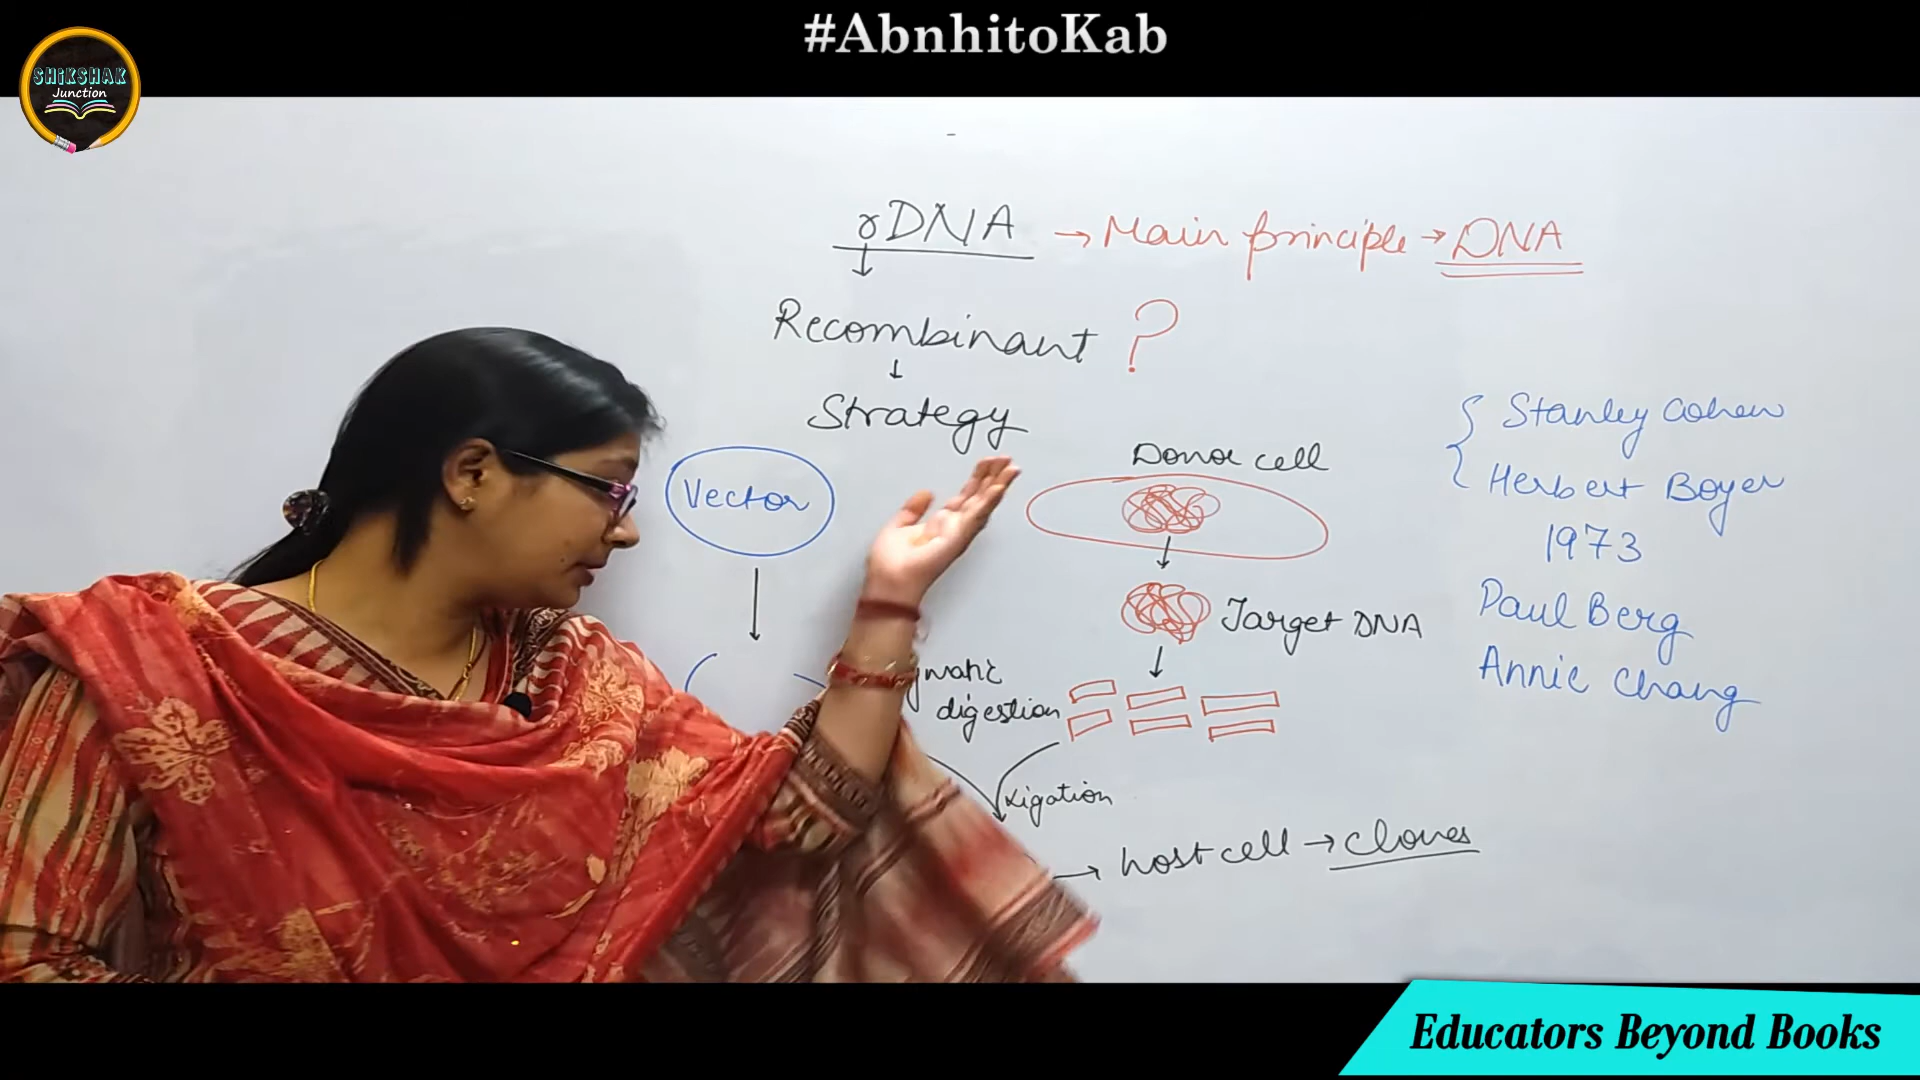 #AbnhitoKab
SHIKSHAK
Junction
rDNA → Main principle → DNA
Recombinant ?
Strategy
Vector
Donor cell
Target DNA
digestion
Ligation
host cell → clones
Stanley Cohen
Herbert Boyer
1973
Paul Berg
Annie Chang
Educators Beyond Books